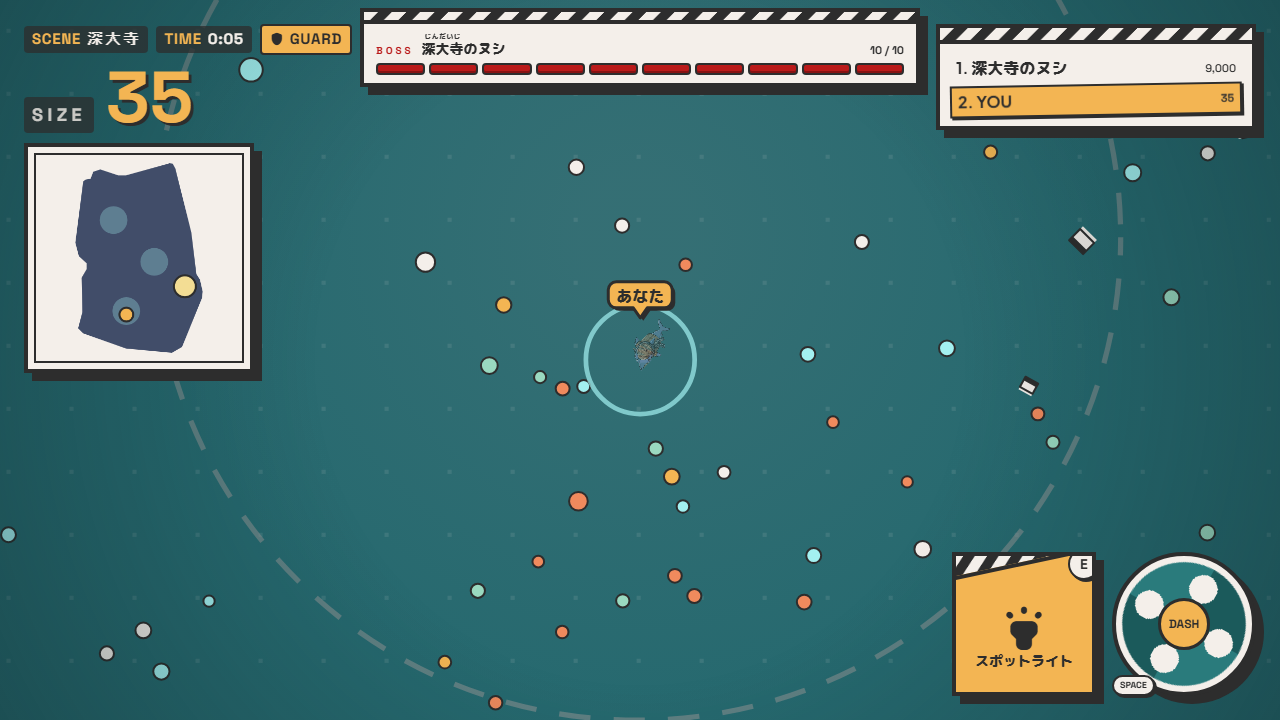 SCENE 深大寺
TIME 0:05
GUARD
SIZE 35
BOSS 深大寺のヌシ
じんだいじ
10 / 10
1. 深大寺のヌシ 9,000
2. YOU 35
あなた
E
スポットライト
DASH
SPACE